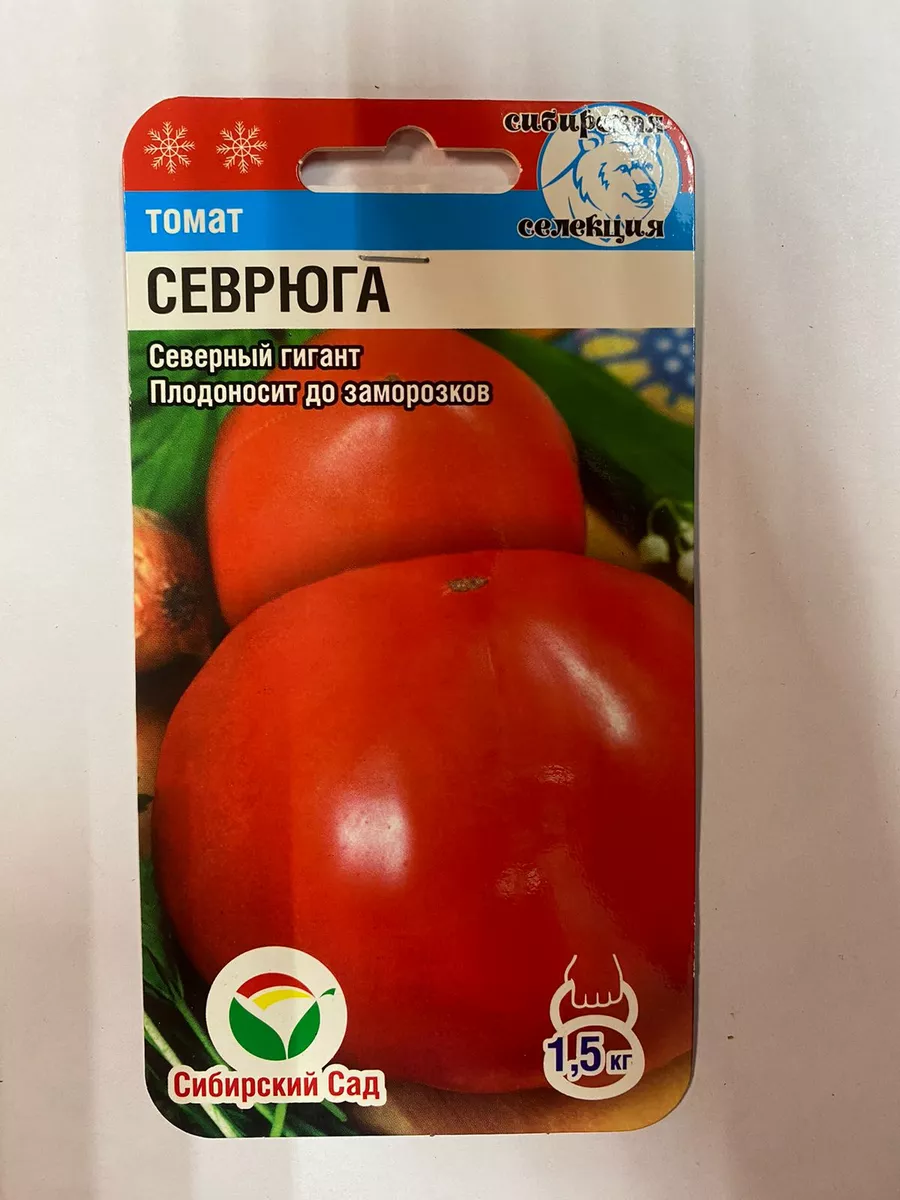 сибирская
селекция
томат
СЕВРЮГА
Северный гигант
Плодоносит до заморозков
1,5 кг
Сибирский Сад